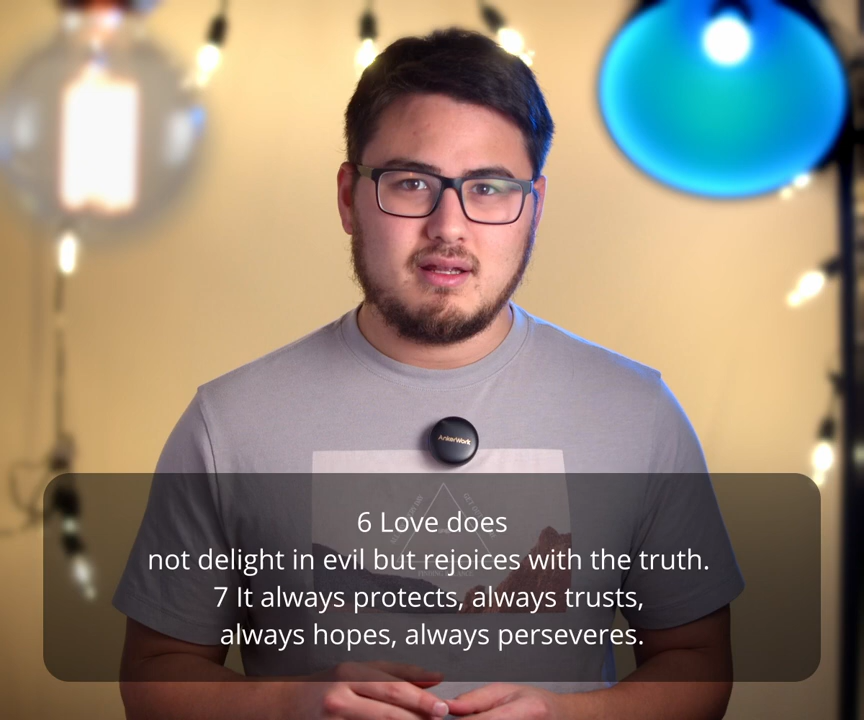 AnkerWork
6 Love does
not delight in evil but rejoices with the truth.
7 It always protects, always trusts,
always hopes, always perseveres.